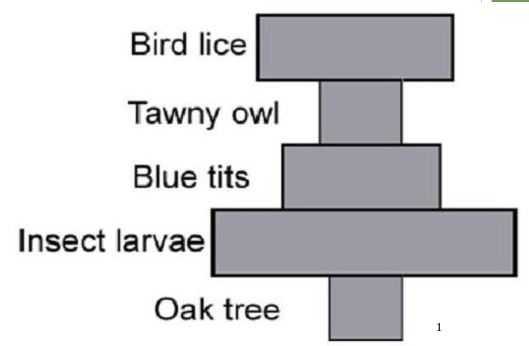 Bird lice
Tawny owl
Blue tits
Insect larvae
Oak tree
1